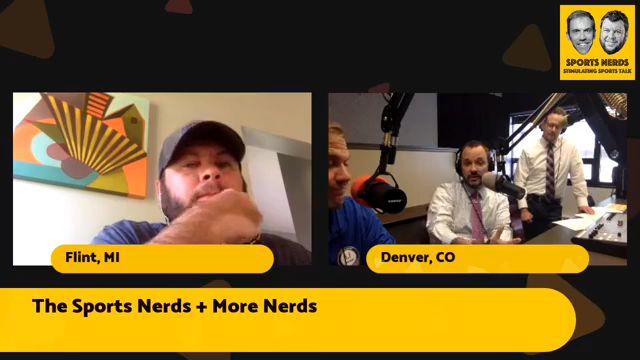 SPORTS NERDS
STIMULATING SPORTS TALK
Flint, MI
Denver, CO
The Sports Nerds + More Nerds